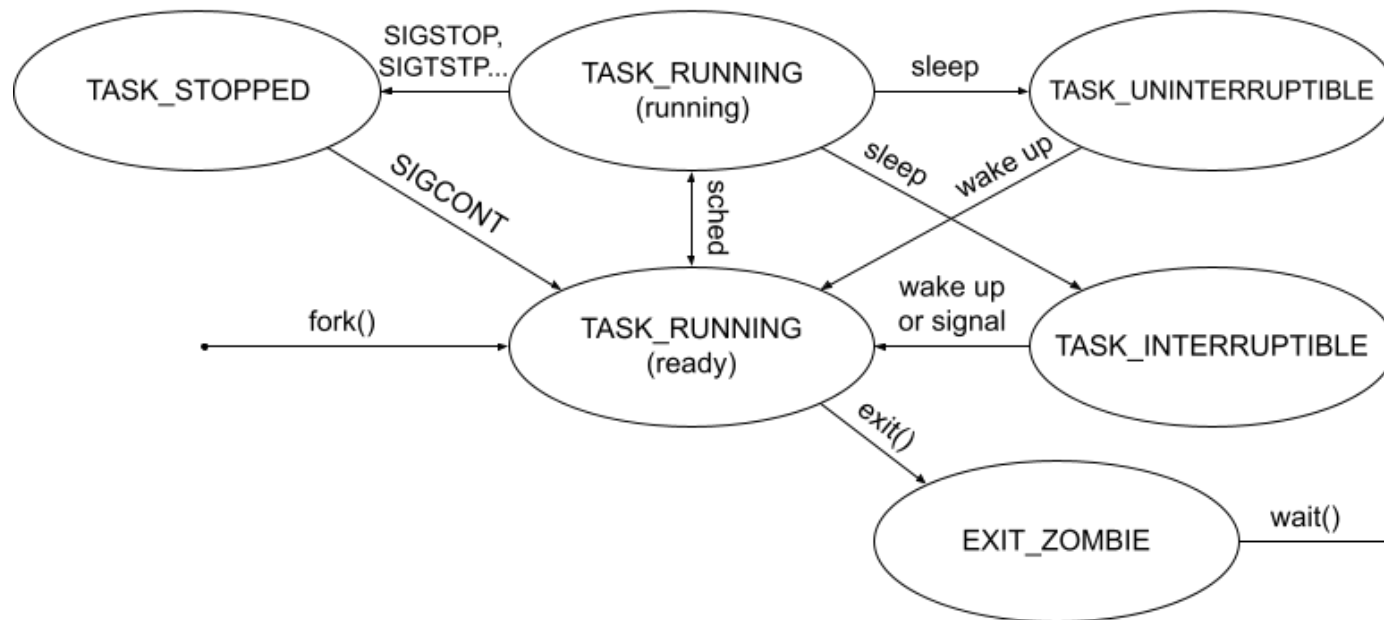 SIGSTOP,
SIGTSTP...
TASK_STOPPED
TASK_RUNNING
(running)
sleep
TASK_UNINTERRUPTIBLE
SIGCONT
sched
sleep
wake up
fork()
TASK_RUNNING
(ready)
wake up
or signal
TASK_INTERRUPTIBLE
exit()
EXIT_ZOMBIE
wait()